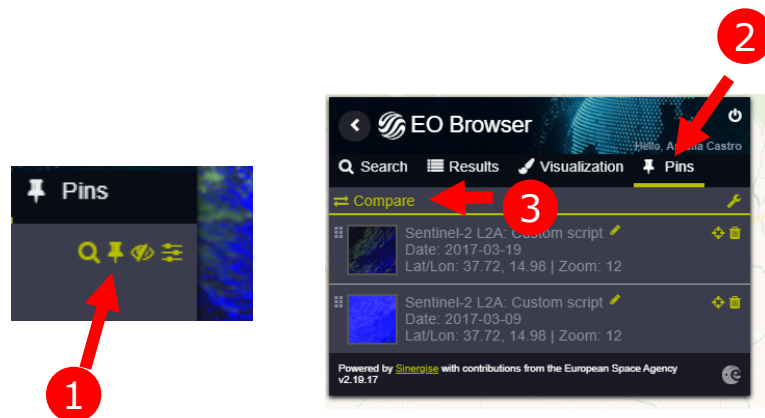 2
EO Browser
Hello, Amalia Castro
Search Results Visualization Pins
Compare
3
Sentinel-2 L2A: Custom script
Date: 2017-03-19
Lat/Lon: 37.72, 14.98 | Zoom: 12
Sentinel-2 L2A: Custom script
Date: 2017-03-09
Lat/Lon: 37.72, 14.98 | Zoom: 12
Powered by Sinergise with contributions from the European Space Agency
v2.19.17
Pins
1